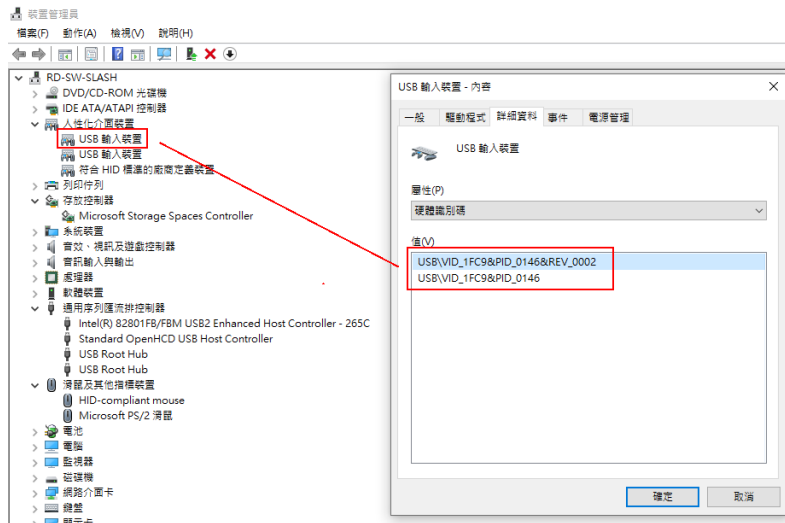 裝置管理員
檔案(F) 動作(A) 檢視(V) 說明(H)
RD-SW-SLASH
DVD/CD-ROM 光碟機
IDE ATA/ATAPI 控制器
人性化介面裝置
USB 輸入裝置
USB 輸入裝置
符合 HID 標準的廠商定義裝置
列印佇列
存放控制器
Microsoft Storage Spaces Controller
系統裝置
音效、視訊及遊戲控制器
音訊輸入與輸出
處理器
軟體裝置
通用序列匯流排控制器
Intel(R) 82801FB/FBM USB2 Enhanced Host Controller - 265C
Standard OpenHCD USB Host Controller
USB Root Hub
USB Root Hub
滑鼠及其他指標裝置
HID-compliant mouse
Microsoft PS/2 滑鼠
電池
電腦
監視器
磁碟機
網路介面卡
鍵盤
顯示卡
USB 輸入裝置 - 內容
一般 驅動程式 詳細資料 事件 電源管理
USB 輸入裝置
屬性(P)
硬體識別碼
值(V)
USB\VID_1FC9&PID_0146&REV_0002
USB\VID_1FC9&PID_0146
確定 取消